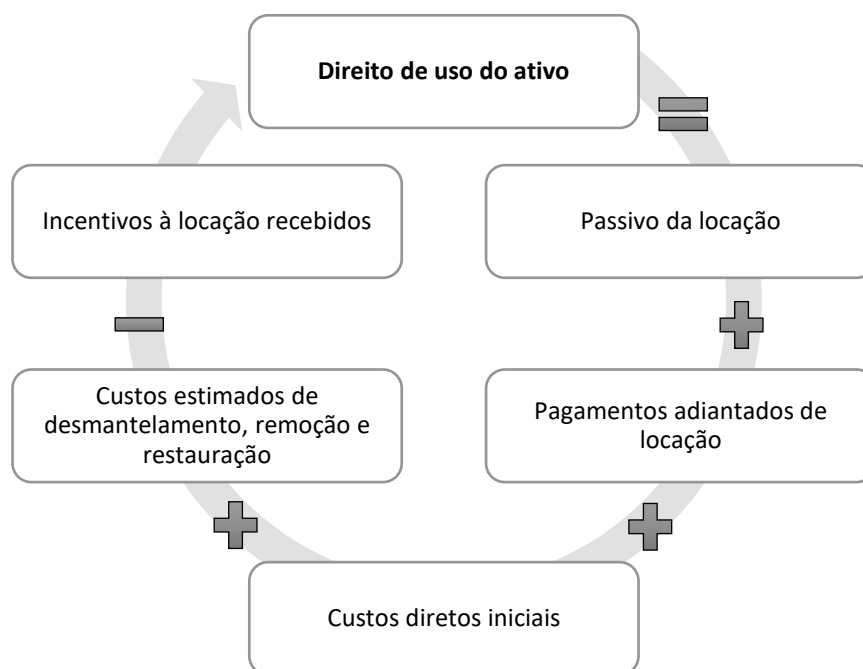 Direito de uso do ativo
Passivo da locação
Pagamentos adiantados de
locação
Custos diretos iniciais
Custos estimados de
desmantelamento, remoção e
restauração
Incentivos à locação recebidos